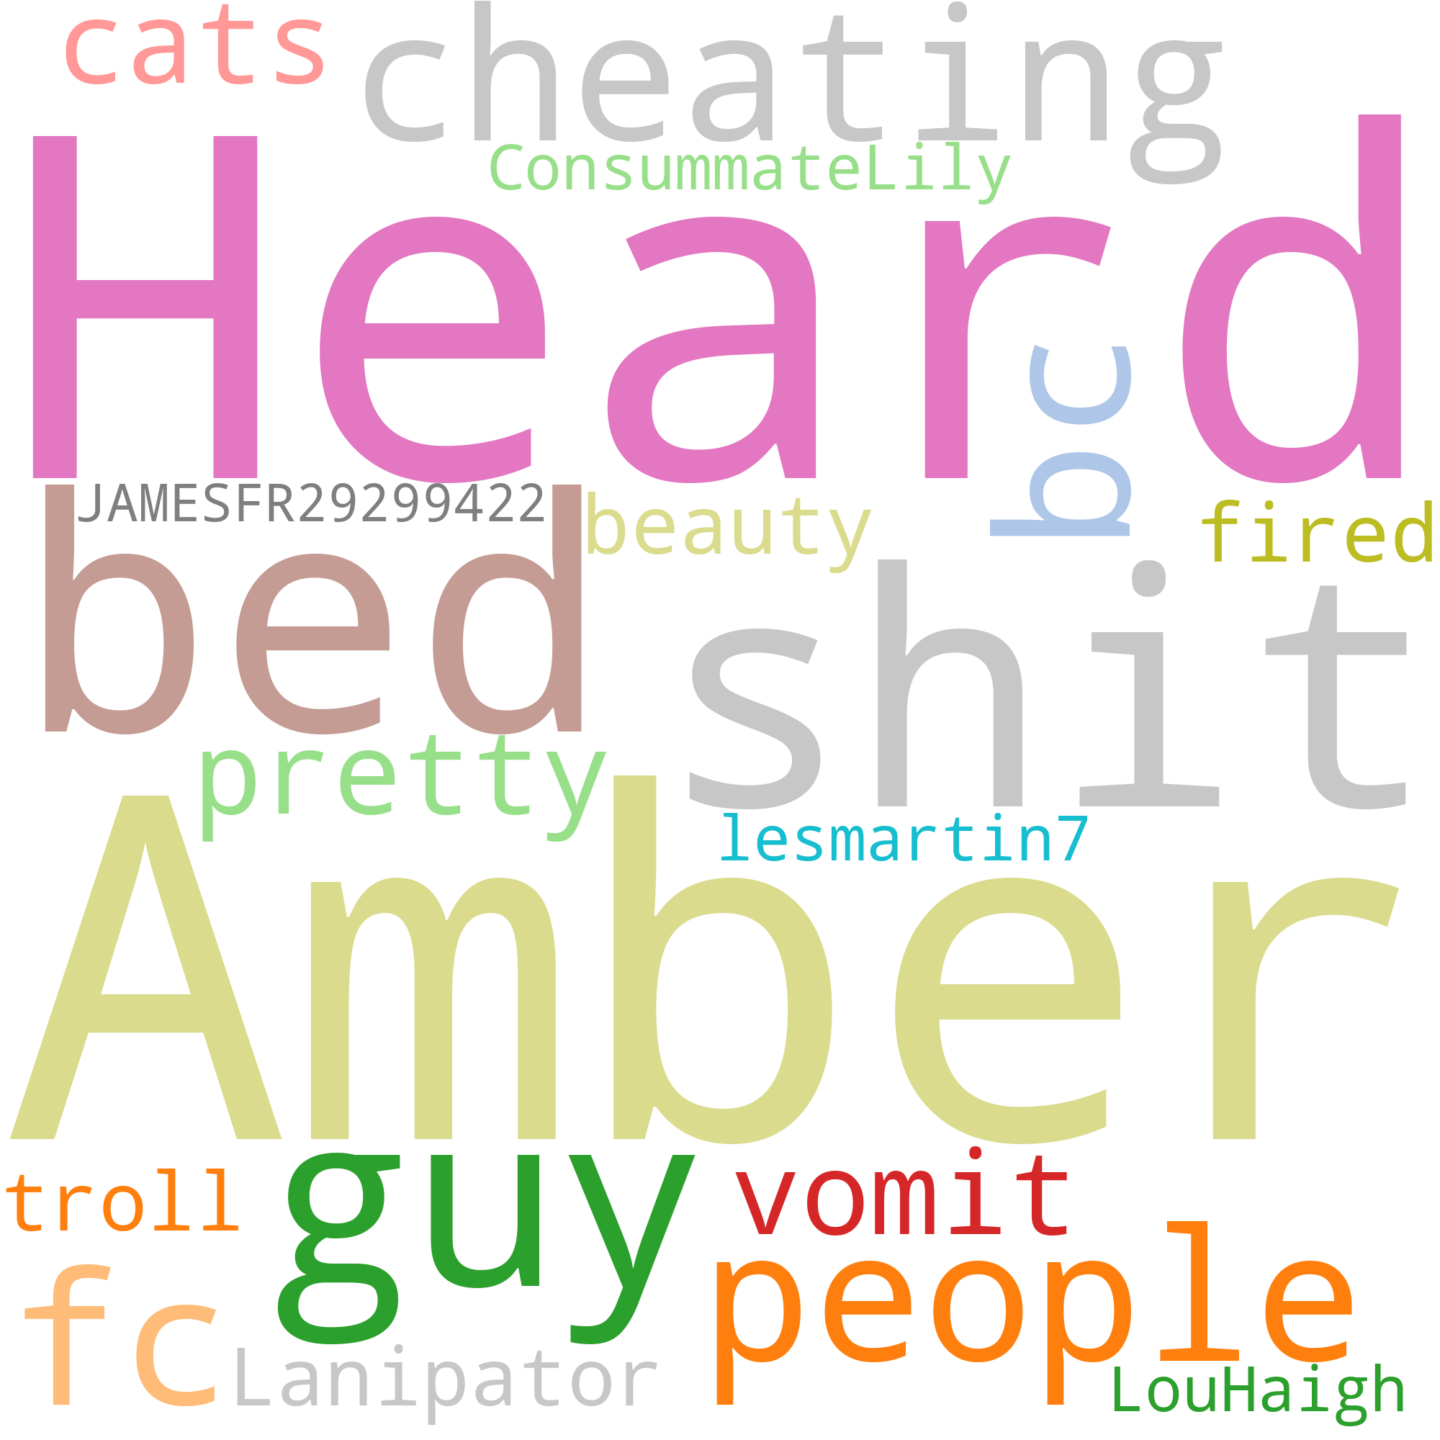 cats
cheating
ConsummateLily
Heard
bc
JAMESFR29299422
beauty
fired
bed
shit
pretty
lesmartin7
Amber
troll
guy
vomit
people
fc
Lanipator
LouHaigh